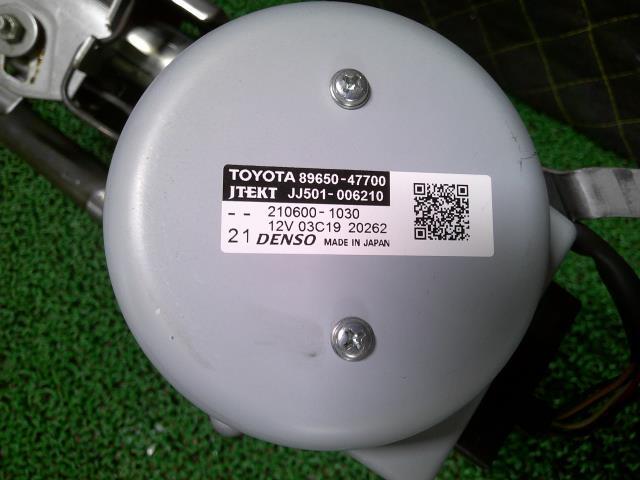 TOYOTA 89650-47700
JTEKT JJ501-006210
-- 210600-1030
12V 03C19 20262
21 DENSO MADE IN JAPAN